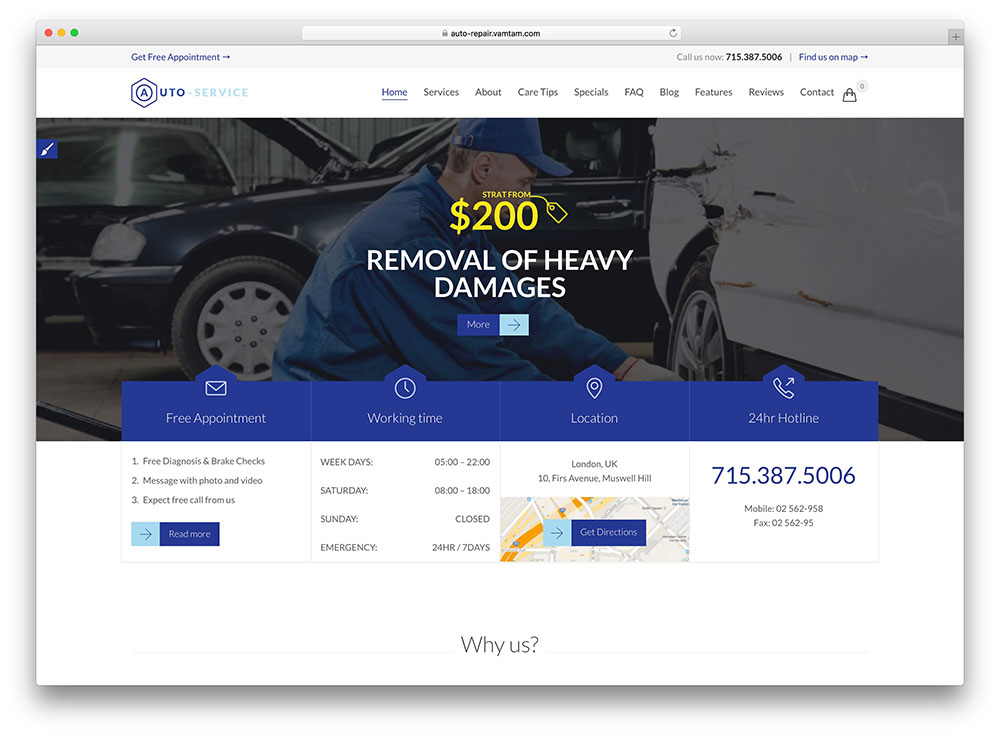 auto-repair.vamtam.com
Get Free Appointment → Call us now: 715.387.5006 | Find us on map →
AUTO-SERVICE Home Services About Care Tips Specials FAQ Blog Features Reviews Contact 0
STRAT FROM
$200
REMOVAL OF HEAVY
DAMAGES
More →
Free Appointment Working time Location 24hr Hotline
1. Free Diagnosis & Brake Checks
2. Message with photo and video
3. Expect free call from us
→ Read more
WEEK DAYS: 05:00 – 22:00
SATURDAY: 08:00 – 18:00
SUNDAY: CLOSED
EMERGENCY: 24HR / 7DAYS
London, UK
10, Firs Avenue, Muswell Hill
→ Get Directions
715.387.5006
Mobile: 02 562-958
Fax: 02 562-95
Why us?